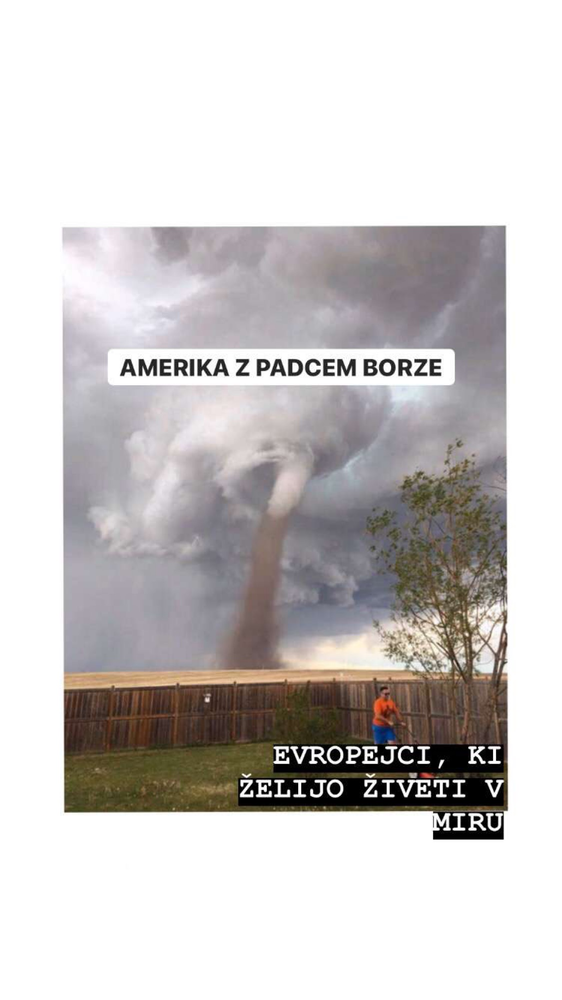 AMERIKA Z PADCEM BORZE
EVROPEJCI, KI
ŽELIJO ŽIVETI V
MIRU